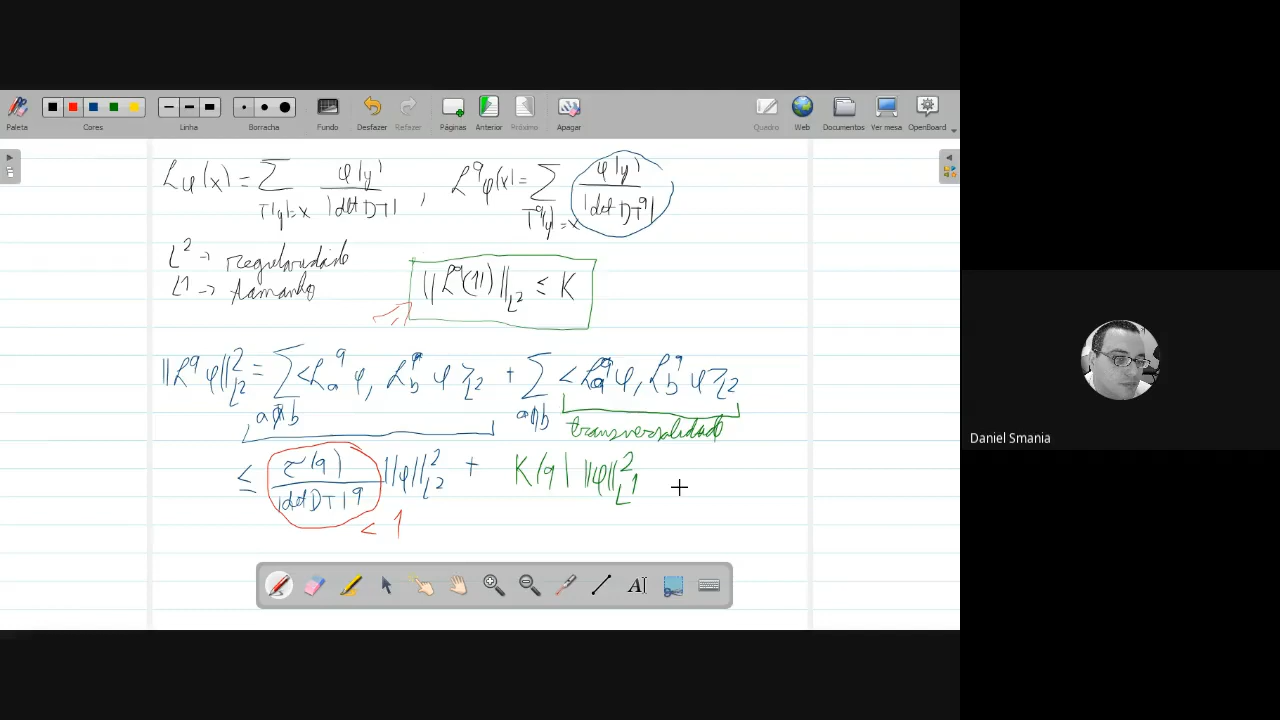 Paleta Cores Linha Borracha Fundo Desfazer Refazer Páginas Anterior Próximo Apagar Quadro Web Documentos Ver mesa OpenBoard
ℒφ(x) = Σ_{T(y)=x} φ(y)/|det DT| , ℒ^q φ(x) = Σ_{T^q(y)=x} φ(y)/|det DT^q|
L² → regularidade
L¹ → tamanho
||ℒ^q(1)||_{L²} ≤ K
||ℒ^q φ||²_{L²} = Σ_{a⋔̸b} <ℒ_a^q φ, ℒ_b^q φ>_{L²} + Σ_{a⋔b} <ℒ_a^q φ, ℒ_b^q φ>_{L²}
transversalidade
≤ τ(q)/|det DT|^q ||φ||²_{L²} + K(q) ||φ||²_{L¹}
< 1
Daniel Smania